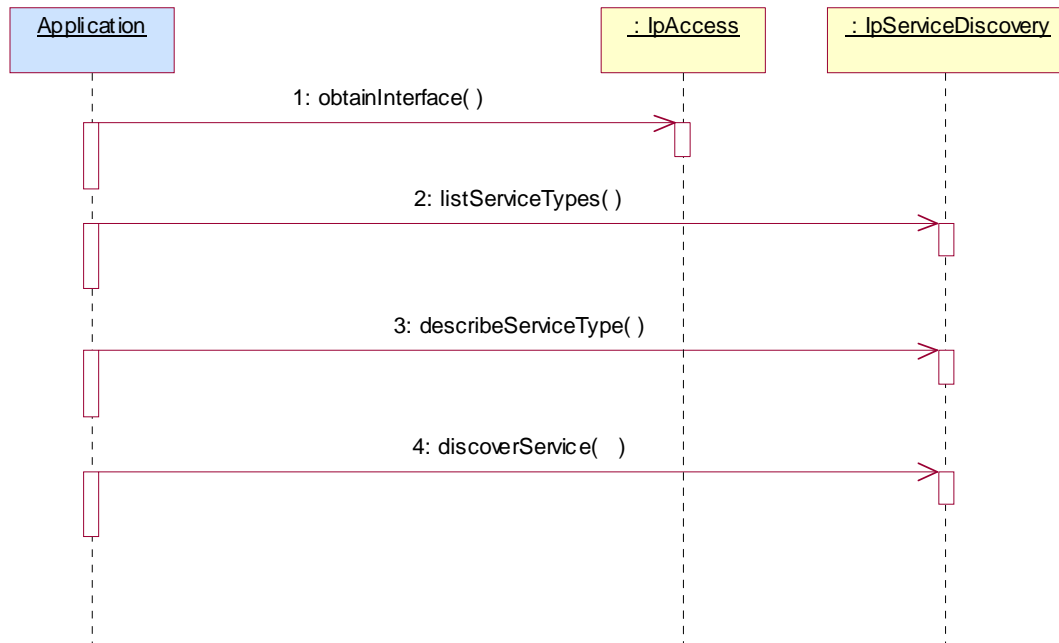 Application
: IpAccess
: IpServiceDiscovery
1: obtainInterface( )
2: listServiceTypes( )
3: describeServiceType( )
4: discoverService(  )